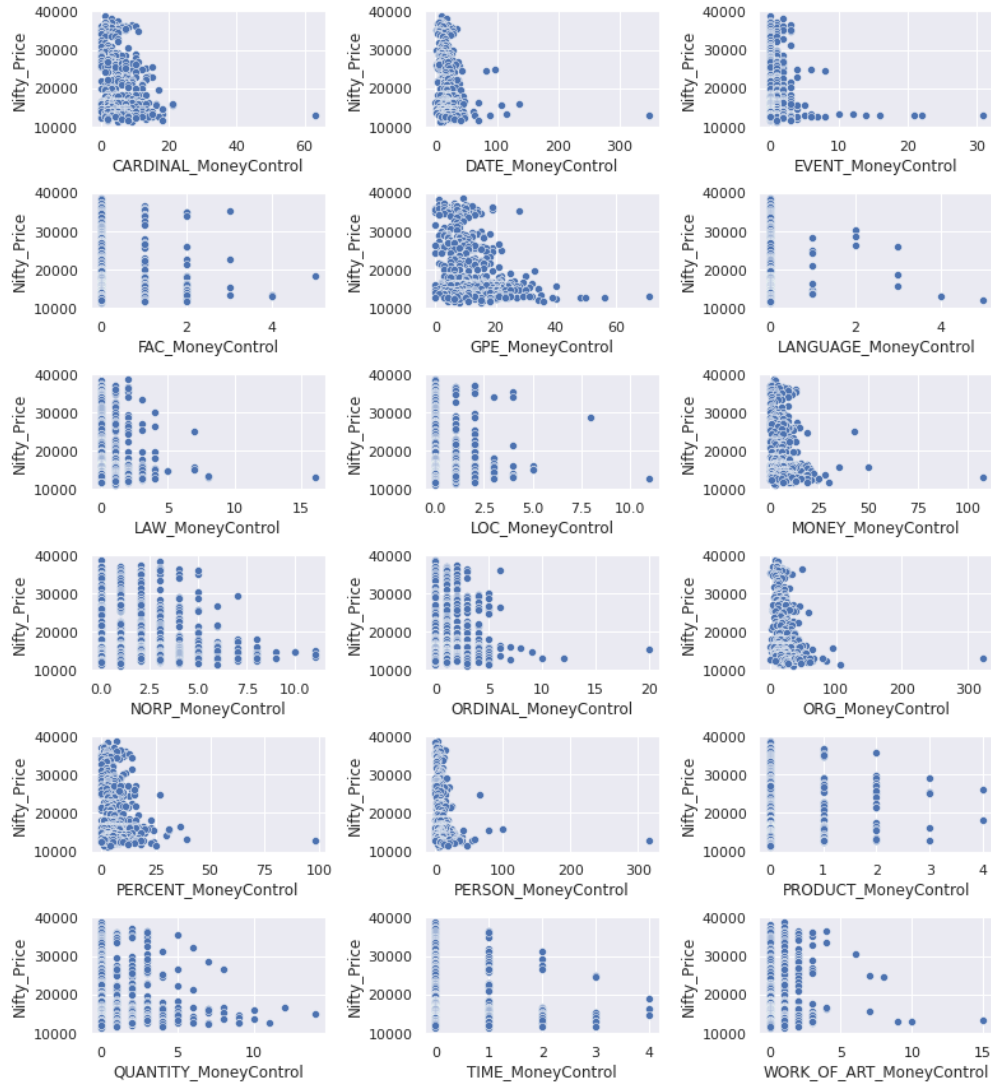 Nifty_Price 40000 30000 20000 10000 0 20 40 60 CARDINAL_MoneyControl
Nifty_Price 40000 30000 20000 10000 0 100 200 300 DATE_MoneyControl
Nifty_Price 40000 30000 20000 10000 0 10 20 30 EVENT_MoneyControl
Nifty_Price 40000 30000 20000 10000 0 2 4 FAC_MoneyControl
Nifty_Price 40000 30000 20000 10000 0 20 40 60 GPE_MoneyControl
Nifty_Price 40000 30000 20000 10000 0 2 4 LANGUAGE_MoneyControl
Nifty_Price 40000 30000 20000 10000 0 5 10 15 LAW_MoneyControl
Nifty_Price 40000 30000 20000 10000 0.0 2.5 5.0 7.5 10.0 LOC_MoneyControl
Nifty_Price 40000 30000 20000 10000 0 25 50 75 100 MONEY_MoneyControl
Nifty_Price 40000 30000 20000 10000 0.0 2.5 5.0 7.5 10.0 NORP_MoneyControl
Nifty_Price 40000 30000 20000 10000 0 5 10 15 20 ORDINAL_MoneyControl
Nifty_Price 40000 30000 20000 10000 0 100 200 300 ORG_MoneyControl
Nifty_Price 40000 30000 20000 10000 0 25 50 75 100 PERCENT_MoneyControl
Nifty_Price 40000 30000 20000 10000 0 100 200 300 PERSON_MoneyControl
Nifty_Price 40000 30000 20000 10000 0 1 2 3 4 PRODUCT_MoneyControl
Nifty_Price 40000 30000 20000 10000 0 5 10 QUANTITY_MoneyControl
Nifty_Price 40000 30000 20000 10000 0 1 2 3 4 TIME_MoneyControl
Nifty_Price 40000 30000 20000 10000 0 5 10 15 WORK_OF_ART_MoneyControl